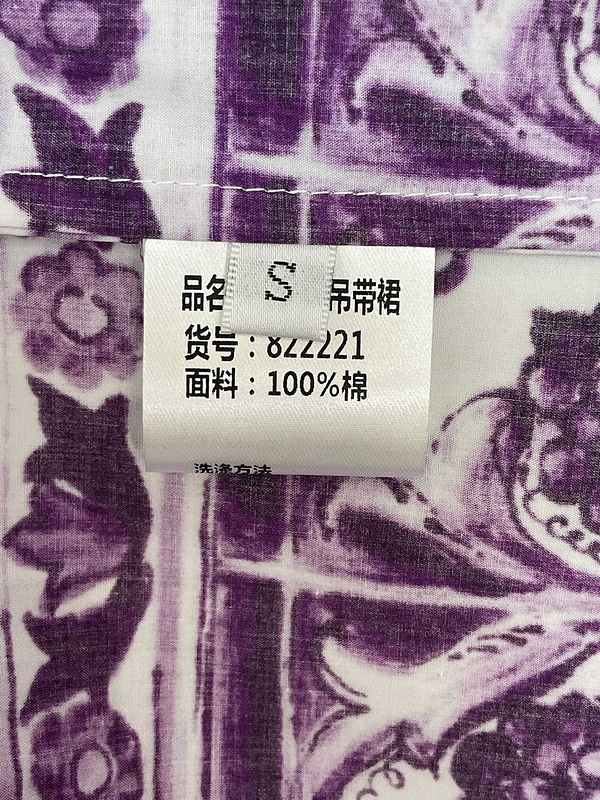 S
品名 吊带裙
货号：822221
面料：100%棉
洗涤方法